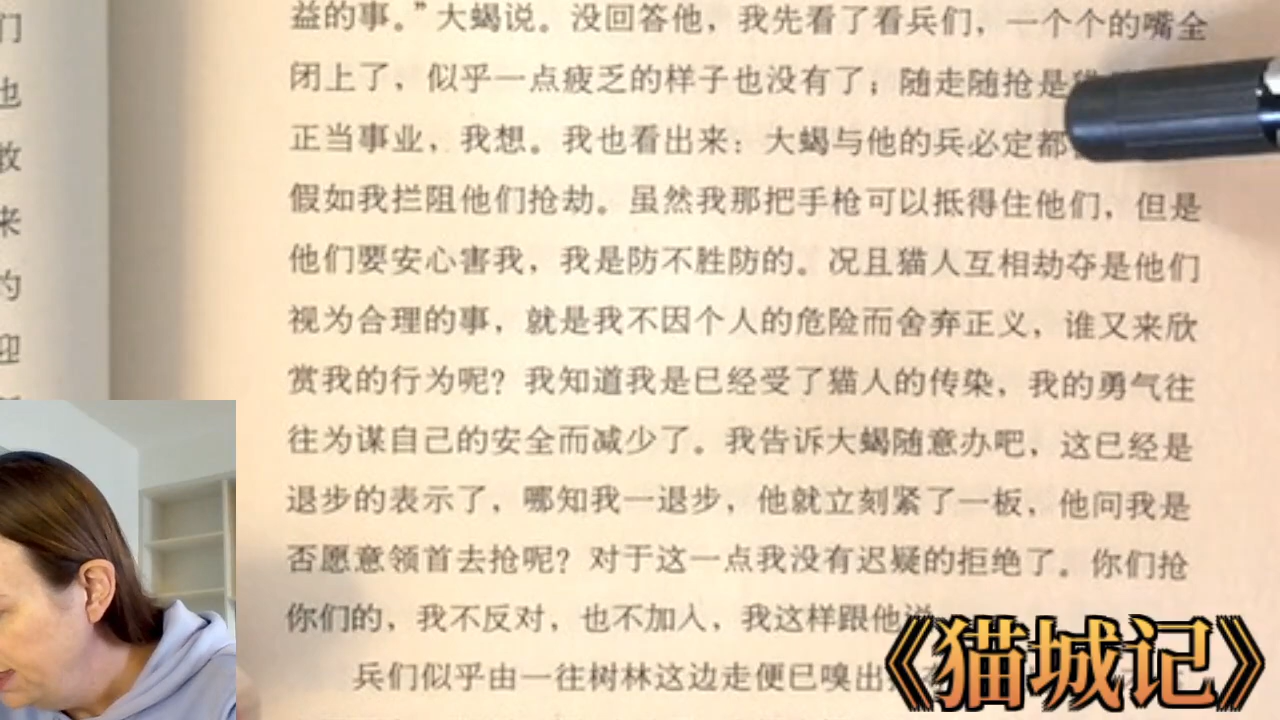 们
也
敢
来
的
迎
益的事。”大蝎说。没回答他，我先看了看兵们，一个个的嘴全
闭上了，似乎一点疲乏的样子也没有了；随走随抢是
正当事业，我想。我也看出来：大蝎与他的兵必定都
假如我拦阻他们抢劫。虽然我那把手枪可以抵得住他们，但是
他们要安心害我，我是防不胜防的。况且猫人互相劫夺是他们
视为合理的事，就是我不因个人的危险而舍弃正义，谁又来欣
赏我的行为呢？我知道我是已经受了猫人的传染，我的勇气往
往为谋自己的安全而减少了。我告诉大蝎随意办吧，这已经是
退步的表示了，哪知我一退步，他就立刻紧了一板，他问我是
否愿意领首去抢呢？对于这一点我没有迟疑的拒绝了。你们抢
你们的，我不反对，也不加入，我这样跟他说
兵们似乎由一往树林这边走便已嗅出
《猫城记》